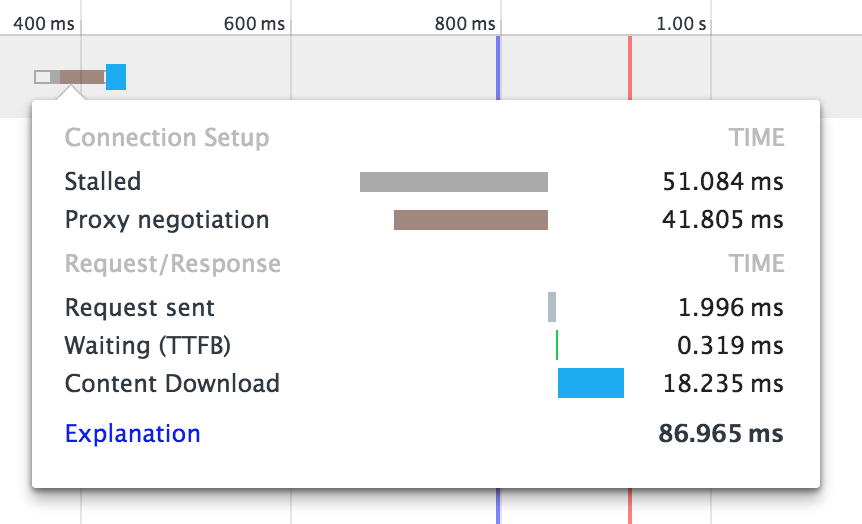 400 ms 600 ms 800 ms 1.00 s
Connection Setup TIME
Stalled 51.084 ms
Proxy negotiation 41.805 ms
Request/Response TIME
Request sent 1.996 ms
Waiting (TTFB) 0.319 ms
Content Download 18.235 ms
Explanation 86.965 ms